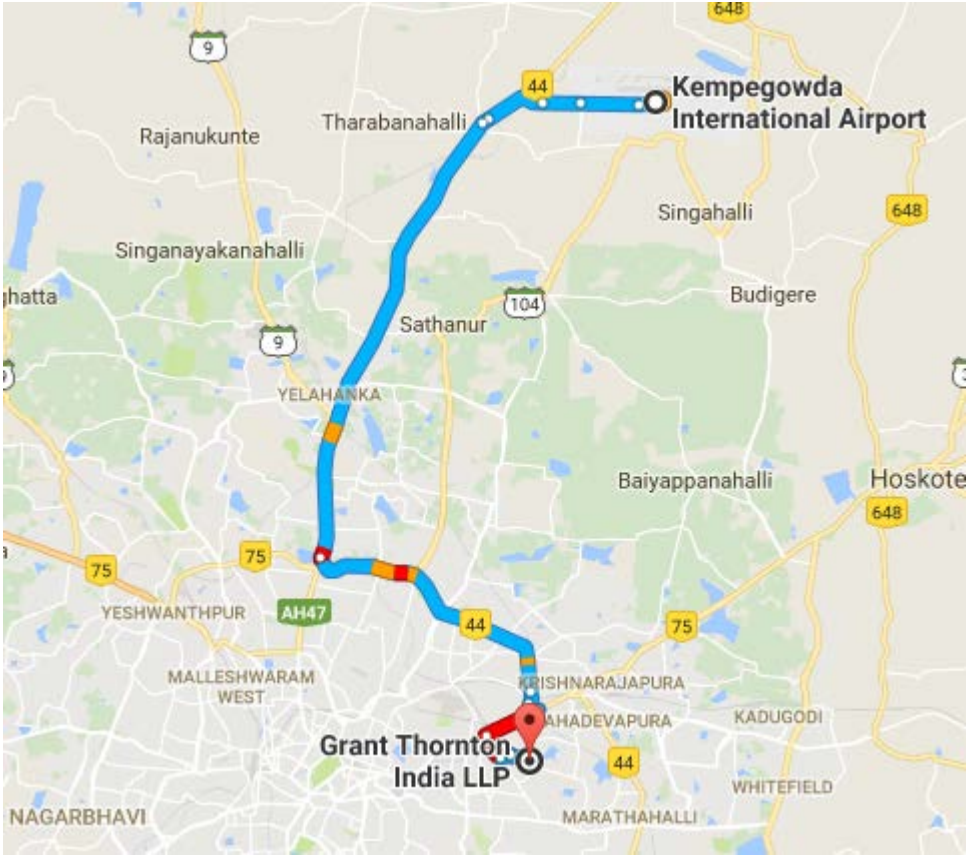 648
9
44
Kempegowda
International Airport
Tharabanahalli
Rajanukunte
Singahalli
648
Singanayakanahalli
ghatta
Budigere
104
Sathanur
9
YELAHANKA
Baiyappanahalli
Hoskote
648
75
75
AH47
YESHWANTHPUR
44
75
MALLESHWARAM
WEST
KRISHNARAJAPURA
AHADEVAPURA
KADUGODI
Grant Thornton
India LLP
44
WHITEFIELD
NAGARBHAVI
MARATHAHALLI